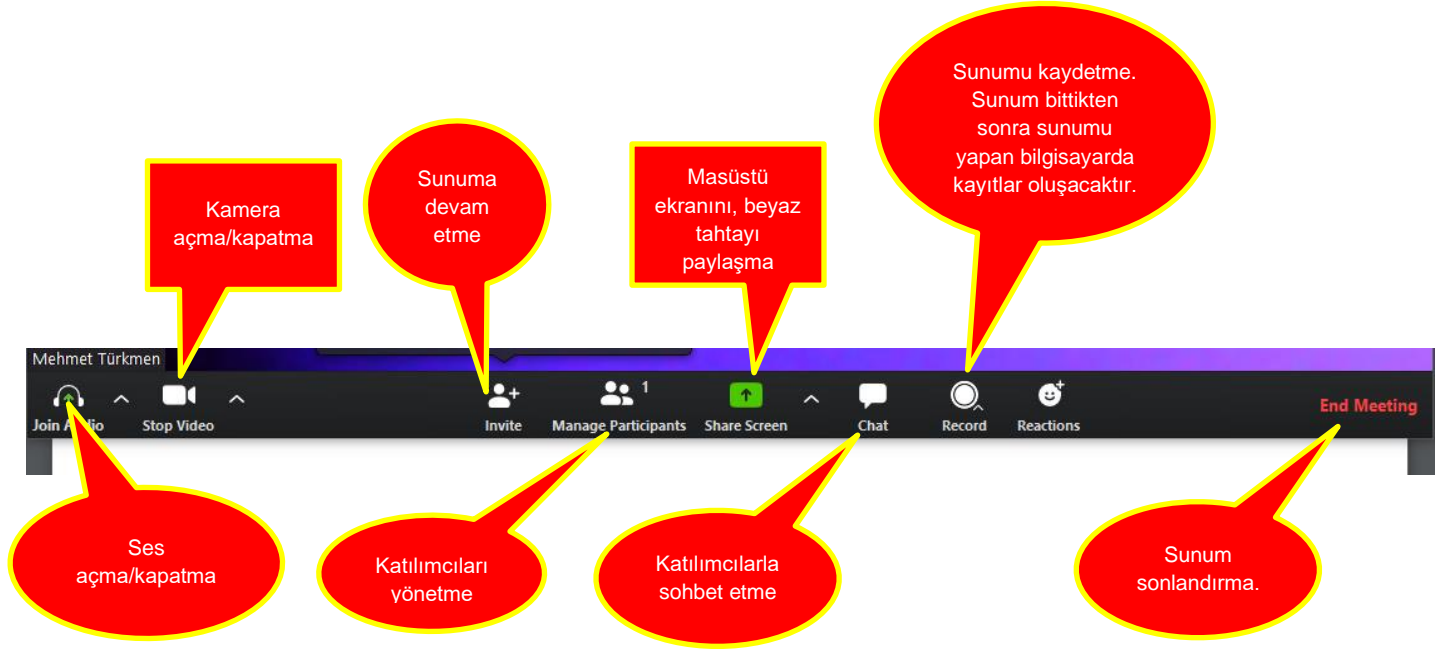 Sunumu kaydetme.
Sunum bittikten
sonra sunumu
yapan bilgisayarda
kayıtlar oluşacaktır.
Kamera
açma/kapatma
Sunuma
devam
etme
Masüstü
ekranını, beyaz
tahtayı
paylaşma
Mehmet Türkmen
1
Join Audio
Stop Video
Invite
Manage Participants
Share Screen
Chat
Record
Reactions
End Meeting
Ses
açma/kapatma
Katılımcıları
yönetme
Katılımcılarla
sohbet etme
Sunum
sonlandırma.